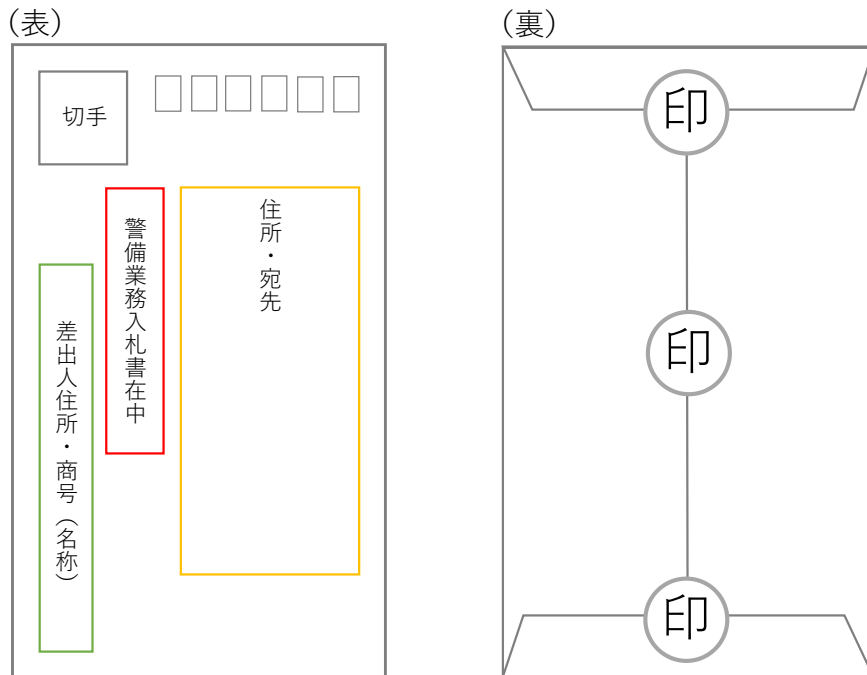 （表）
切手
住所・宛先
警備業務入札書在中
差出人住所・商号（名称）
（裏）
印
印
印